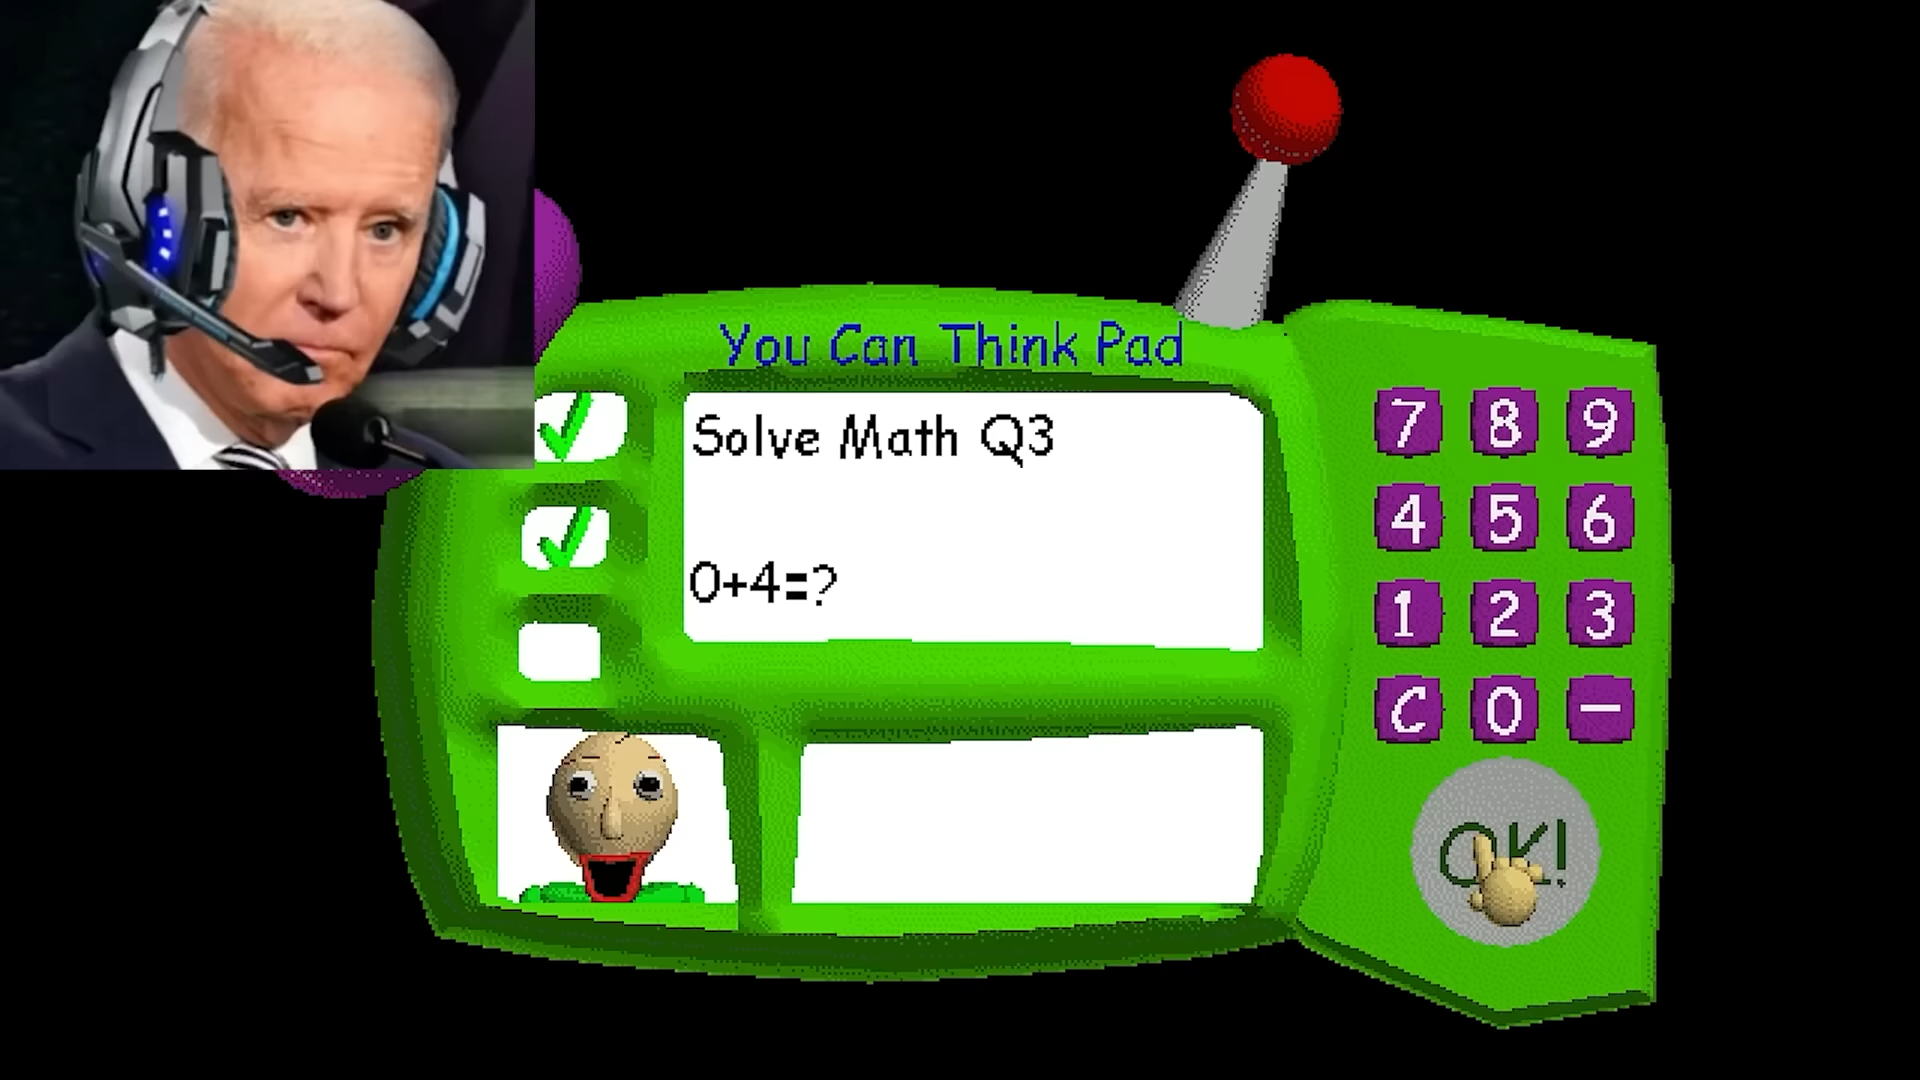 You Can Think Pad
Solve Math Q3
0+4=?
7 8 9
4 5 6
1 2 3
C 0 —
OK!